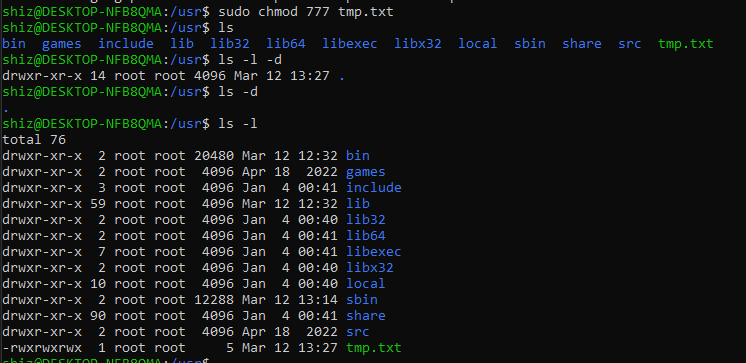 shiz@DESKTOP-NFB8QMA:/usr$ sudo chmod 777 tmp.txt
shiz@DESKTOP-NFB8QMA:/usr$ ls
bin  games  include  lib  lib32  lib64  libexec  libx32  local  sbin  share  src  tmp.txt
shiz@DESKTOP-NFB8QMA:/usr$ ls -l -d
drwxr-xr-x 14 root root 4096 Mar 12 13:27 .
shiz@DESKTOP-NFB8QMA:/usr$ ls -d
.
shiz@DESKTOP-NFB8QMA:/usr$ ls -l
total 76
drwxr-xr-x  2 root root 20480 Mar 12 12:32 bin
drwxr-xr-x  2 root root  4096 Apr 18  2022 games
drwxr-xr-x  3 root root  4096 Jan  4 00:41 include
drwxr-xr-x 59 root root  4096 Mar 12 12:32 lib
drwxr-xr-x  2 root root  4096 Jan  4 00:40 lib32
drwxr-xr-x  2 root root  4096 Jan  4 00:41 lib64
drwxr-xr-x  7 root root  4096 Jan  4 00:41 libexec
drwxr-xr-x  2 root root  4096 Jan  4 00:40 libx32
drwxr-xr-x 10 root root  4096 Jan  4 00:40 local
drwxr-xr-x  2 root root 12288 Mar 12 13:14 sbin
drwxr-xr-x 90 root root  4096 Jan  4 00:41 share
drwxr-xr-x  2 root root  4096 Apr 18  2022 src
-rwxrwxrwx  1 root root     5 Mar 12 13:27 tmp.txt
shiz@DESKTOP-NFB8QMA:/usr$